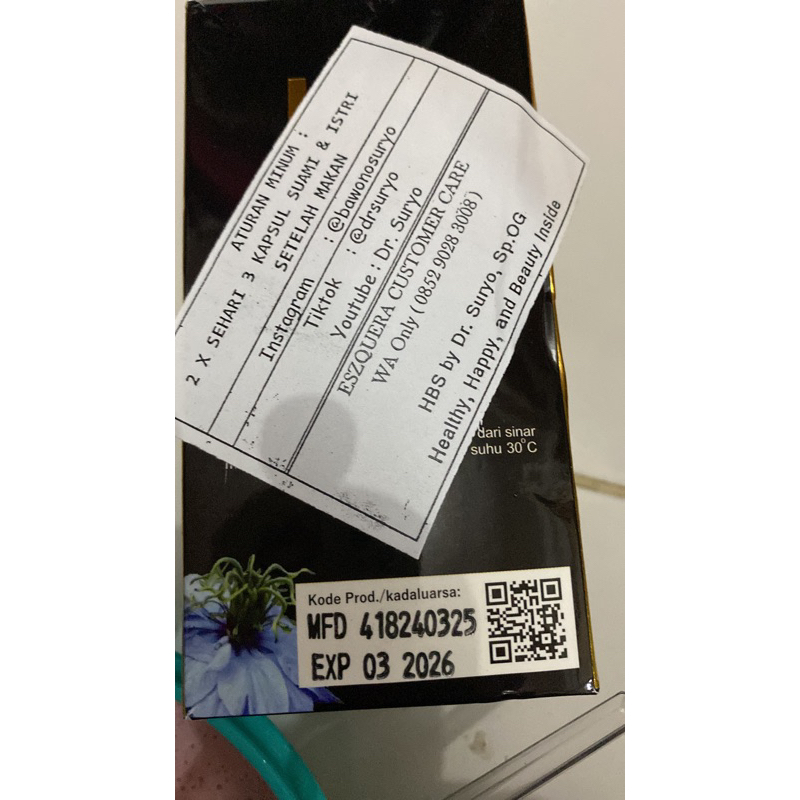 ATURAN MINUM :
2 X SEHARI 3 KAPSUL SUAMI & ISTRI
SETELAH MAKAN
Instagram : @bawonosuryo
Tiktok : @drsuryo
Youtube : Dr. Suryo
ESZQUERA CUSTOMER CARE
WA Only ( 0852 9028 3008 )
HBS by Dr. Suryo, Sp.OG
Healthy, Happy, and Beauty Inside
dari sinar
suhu 30°C
Kode Prod./kadaluarsa:
MFD 418240325
EXP 03 2026